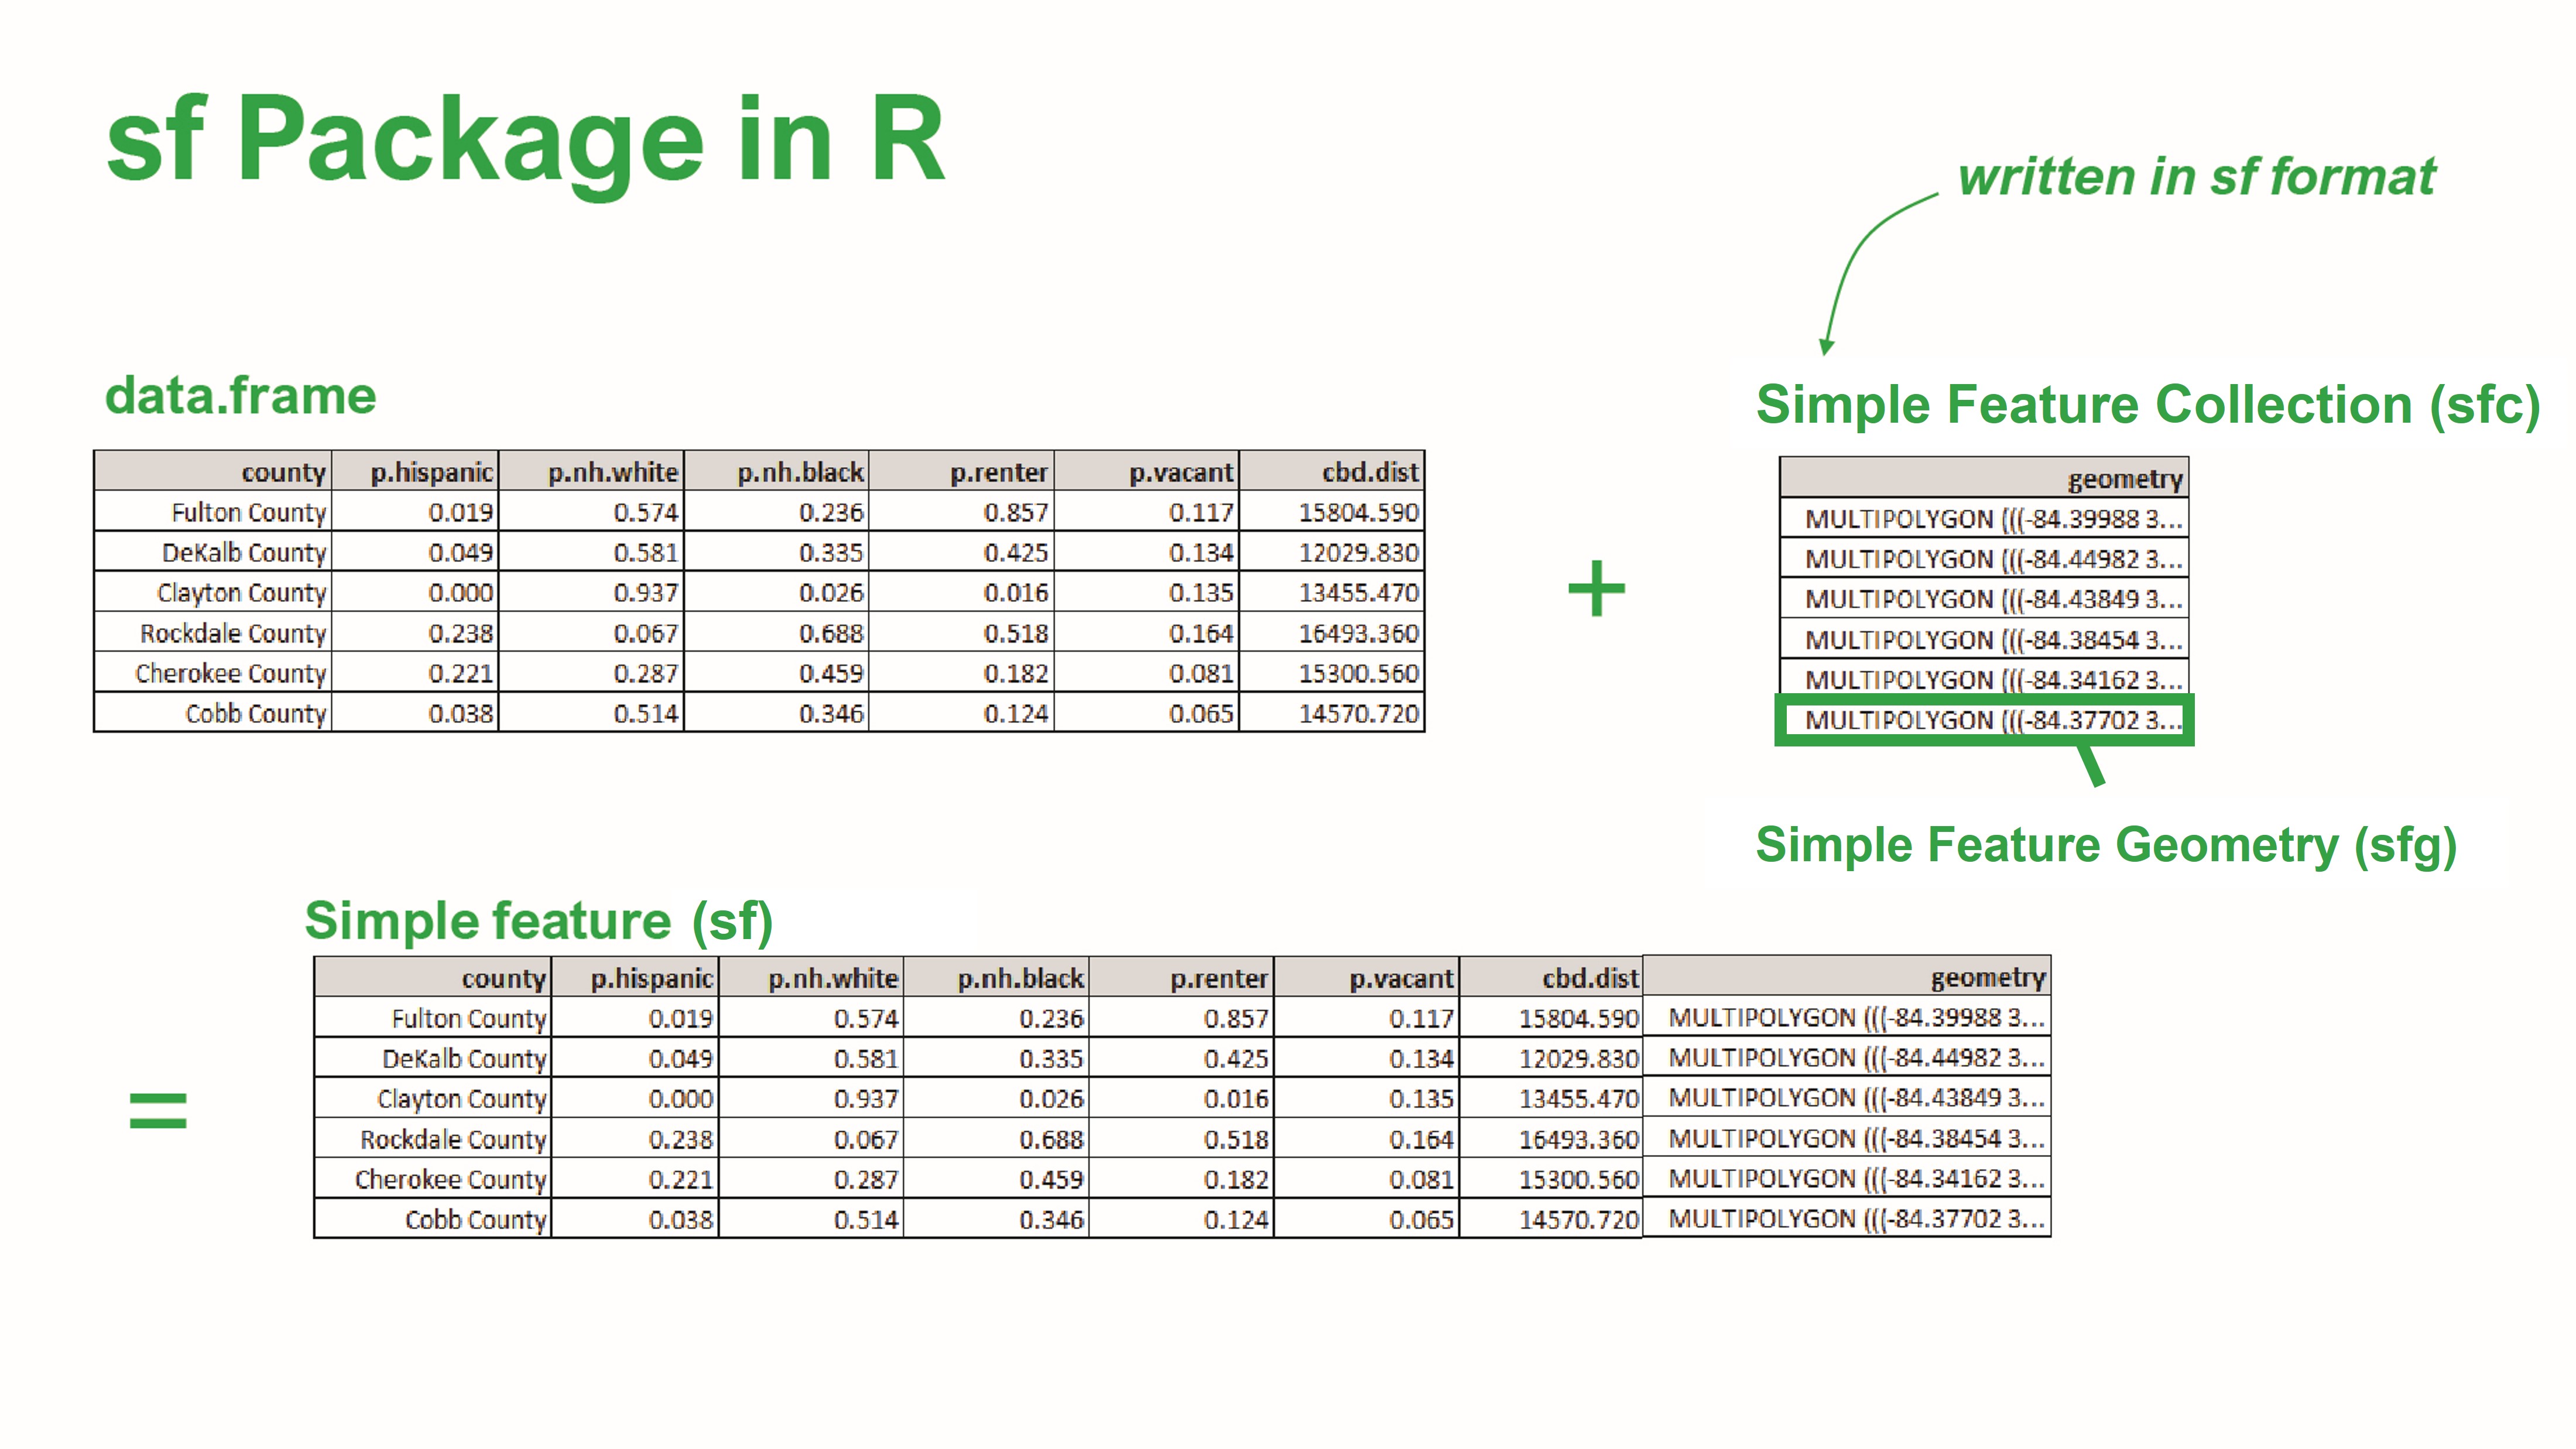 sf Package in R
written in sf format
data.frame
Simple Feature Collection (sfc)
county p.hispanic p.nh.white p.nh.black p.renter p.vacant cbd.dist
Fulton County 0.019 0.574 0.236 0.857 0.117 15804.590
DeKalb County 0.049 0.581 0.335 0.425 0.134 12029.830
Clayton County 0.000 0.937 0.026 0.016 0.135 13455.470
Rockdale County 0.238 0.067 0.688 0.518 0.164 16493.360
Cherokee County 0.221 0.287 0.459 0.182 0.081 15300.560
Cobb County 0.038 0.514 0.346 0.124 0.065 14570.720
+
geometry
MULTIPOLYGON (((-84.39988 3...
MULTIPOLYGON (((-84.44982 3...
MULTIPOLYGON (((-84.43849 3...
MULTIPOLYGON (((-84.38454 3...
MULTIPOLYGON (((-84.34162 3...
MULTIPOLYGON (((-84.37702 3...
Simple Feature Geometry (sfg)
Simple feature (sf)
=
county p.hispanic p.nh.white p.nh.black p.renter p.vacant cbd.dist geometry
Fulton County 0.019 0.574 0.236 0.857 0.117 15804.590 MULTIPOLYGON (((-84.39988 3...
DeKalb County 0.049 0.581 0.335 0.425 0.134 12029.830 MULTIPOLYGON (((-84.44982 3...
Clayton County 0.000 0.937 0.026 0.016 0.135 13455.470 MULTIPOLYGON (((-84.43849 3...
Rockdale County 0.238 0.067 0.688 0.518 0.164 16493.360 MULTIPOLYGON (((-84.38454 3...
Cherokee County 0.221 0.287 0.459 0.182 0.081 15300.560 MULTIPOLYGON (((-84.34162 3...
Cobb County 0.038 0.514 0.346 0.124 0.065 14570.720 MULTIPOLYGON (((-84.37702 3...